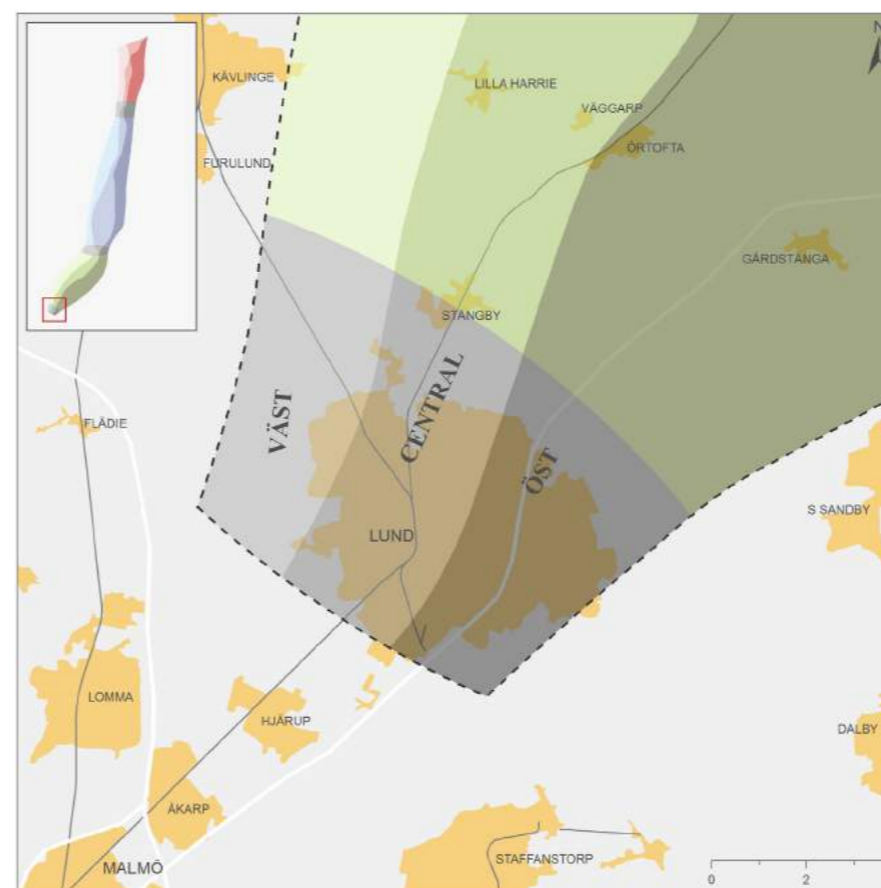 N
KÄVLINGE
LILLA HARRIE
VÄGGARP
ÖRTOFTA
FURULUND
GÅRDSTÅNGA
STÅNGBY
VÄST
CENTRAL
ÖST
FLÄDIE
S SANDBY
LUND
LOMMA
HJÄRUP
DALBY
ÅKARP
MALMÖ
STAFFANSTORP
0 2